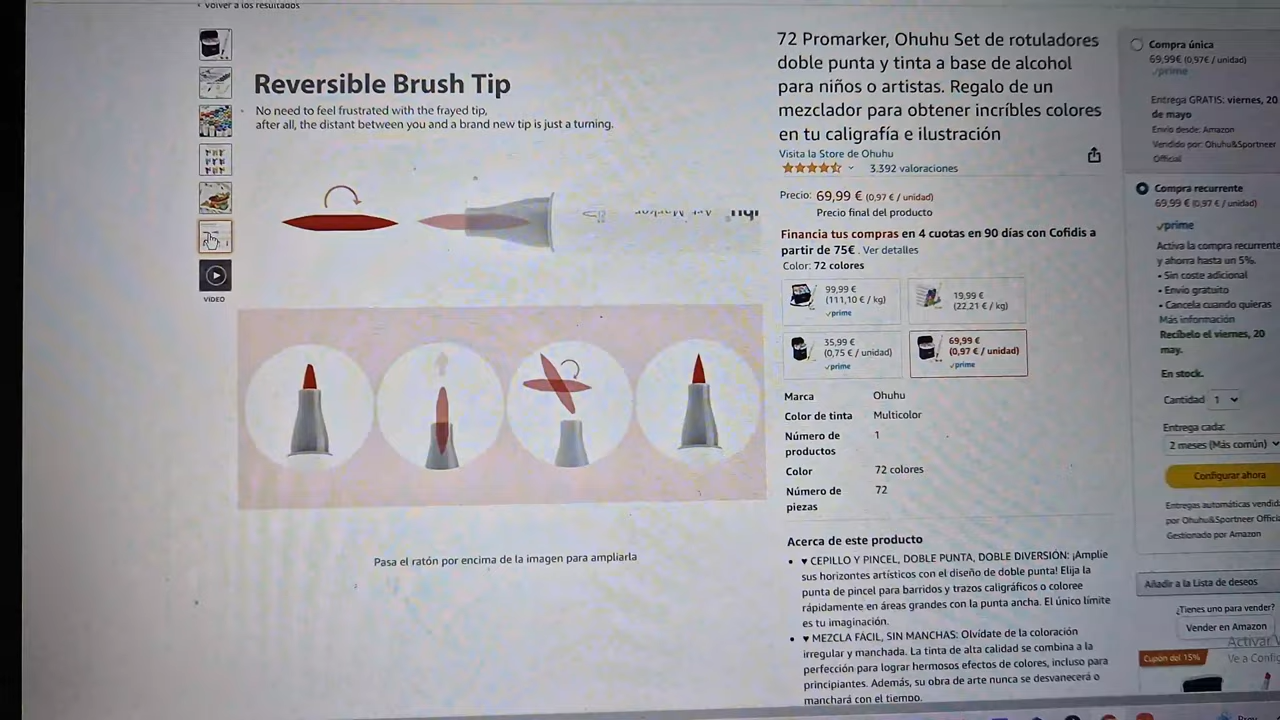 Volver a los resultados
Reversible Brush Tip
No need to feel frustrated with the frayed tip,
after all, the distant between you and a brand new tip is just a turning.
VÍDEO
Pasa el ratón por encima de la imagen para ampliarla
72 Promarker, Ohuhu Set de rotuladores
doble punta y tinta a base de alcohol
para niños o artistas. Regalo de un
mezclador para obtener incríbles colores
en tu caligrafía e ilustración
Visita la Store de Ohuhu
3.392 valoraciones
Precio: 69,99 € (0,97 € / unidad)
Precio final del producto
Financia tus compras en 4 cuotas en 90 días con Cofidis a
partir de 75€ . Ver detalles
Color: 72 colores
99,99 €
(111,10 € / kg)
prime
19,99 €
(22,21 € / kg)
35,99 €
(0,75 € / unidad)
prime
69,99 €
(0,97 € / unidad)
prime
Marca Ohuhu
Color de tinta Multicolor
Número de 1
productos
Color 72 colores
Número de 72
piezas
Acerca de este producto
• ♥ CEPILLO Y PINCEL, DOBLE PUNTA, DOBLE DIVERSIÓN: ¡Amplíe
sus horizontes artísticos con el diseño de doble punta! Elija la
punta de pincel para barridos y trazos caligráficos o coloree
rápidamente en áreas grandes con la punta ancha. El único límite
es tu imaginación.
• ♥ MEZCLA FÁCIL, SIN MANCHAS: Olvídate de la coloración
irregular y manchada. La tinta de alta calidad se combina a la
perfección para lograr hermosos efectos de colores, incluso para
principiantes. Además, su obra de arte nunca se desvanecerá o
manchará con el tiempo.
Compra única
69,99€ (0,97€ / unidad)
prime
Entrega GRATIS: viernes, 20
de mayo
Envío desde: Amazon
Vendido por: Ohuhu&Sportneer
Official
Compra recurrente
69,99 € (0,97 € / unidad)
prime
Activa la compra recurrente
y ahorra hasta un 5%.
• Sin coste adicional
• Envío gratuito
• Cancela cuando quieras
Más información
Recíbelo el viernes, 20
may.
En stock.
Cantidad 1
Entrega cada:
2 meses (Más común)
Configurar ahora
Entregas automáticas vendid
por Ohuhu&Sportneer Offici
Gestionado por Amazon
Añadir a la Lista de deseos
¿Tienes uno para vender?
Vender en Amazon
Activar
Ve a Config
Cupón del 15%